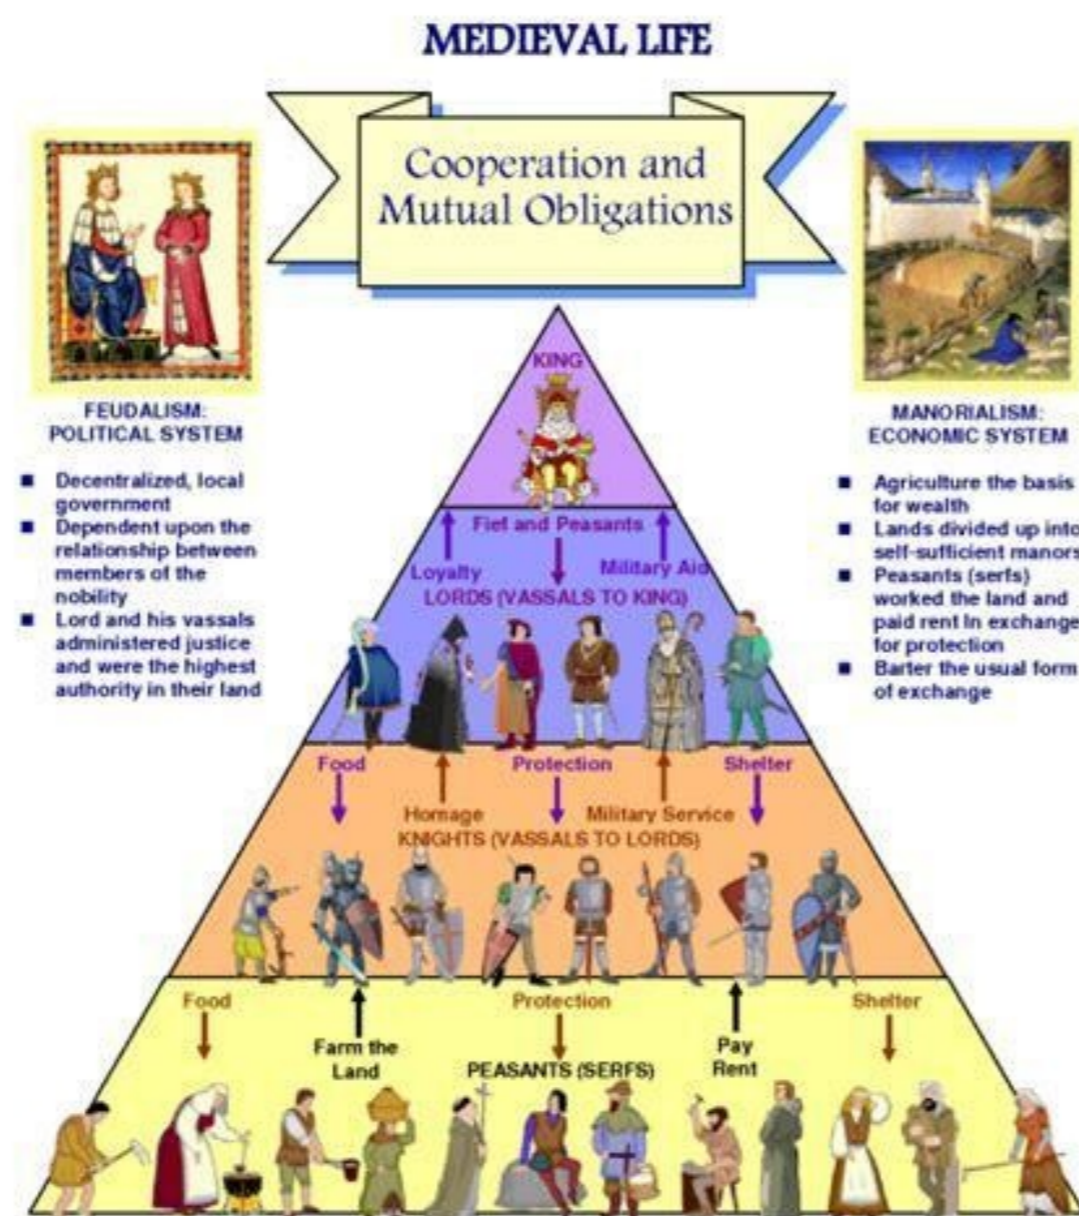 MEDIEVAL LIFE
Cooperation and
Mutual Obligations
FEUDALISM:
POLITICAL SYSTEM
■ Decentralized, local
government
■ Dependent upon the
relationship between
members of the
nobility
■ Lord and his vassals
administered justice
and were the highest
authority in their land
MANORIALISM:
ECONOMIC SYSTEM
■ Agriculture the basis
for wealth
■ Lands divided up into
self-sufficient manors
■ Peasants (serfs)
worked the land and
paid rent In exchange
for protection
■ Barter the usual form
of exchange
KING
Fief and Peasants
Loyalty
Military Aid
LORDS (VASSALS TO KING)
Food
Protection
Shelter
Homage
Military Service
KNIGHTS (VASSALS TO LORDS)
Food
Protection
Shelter
Farm the
Land
Pay
Rent
PEASANTS (SERFS)